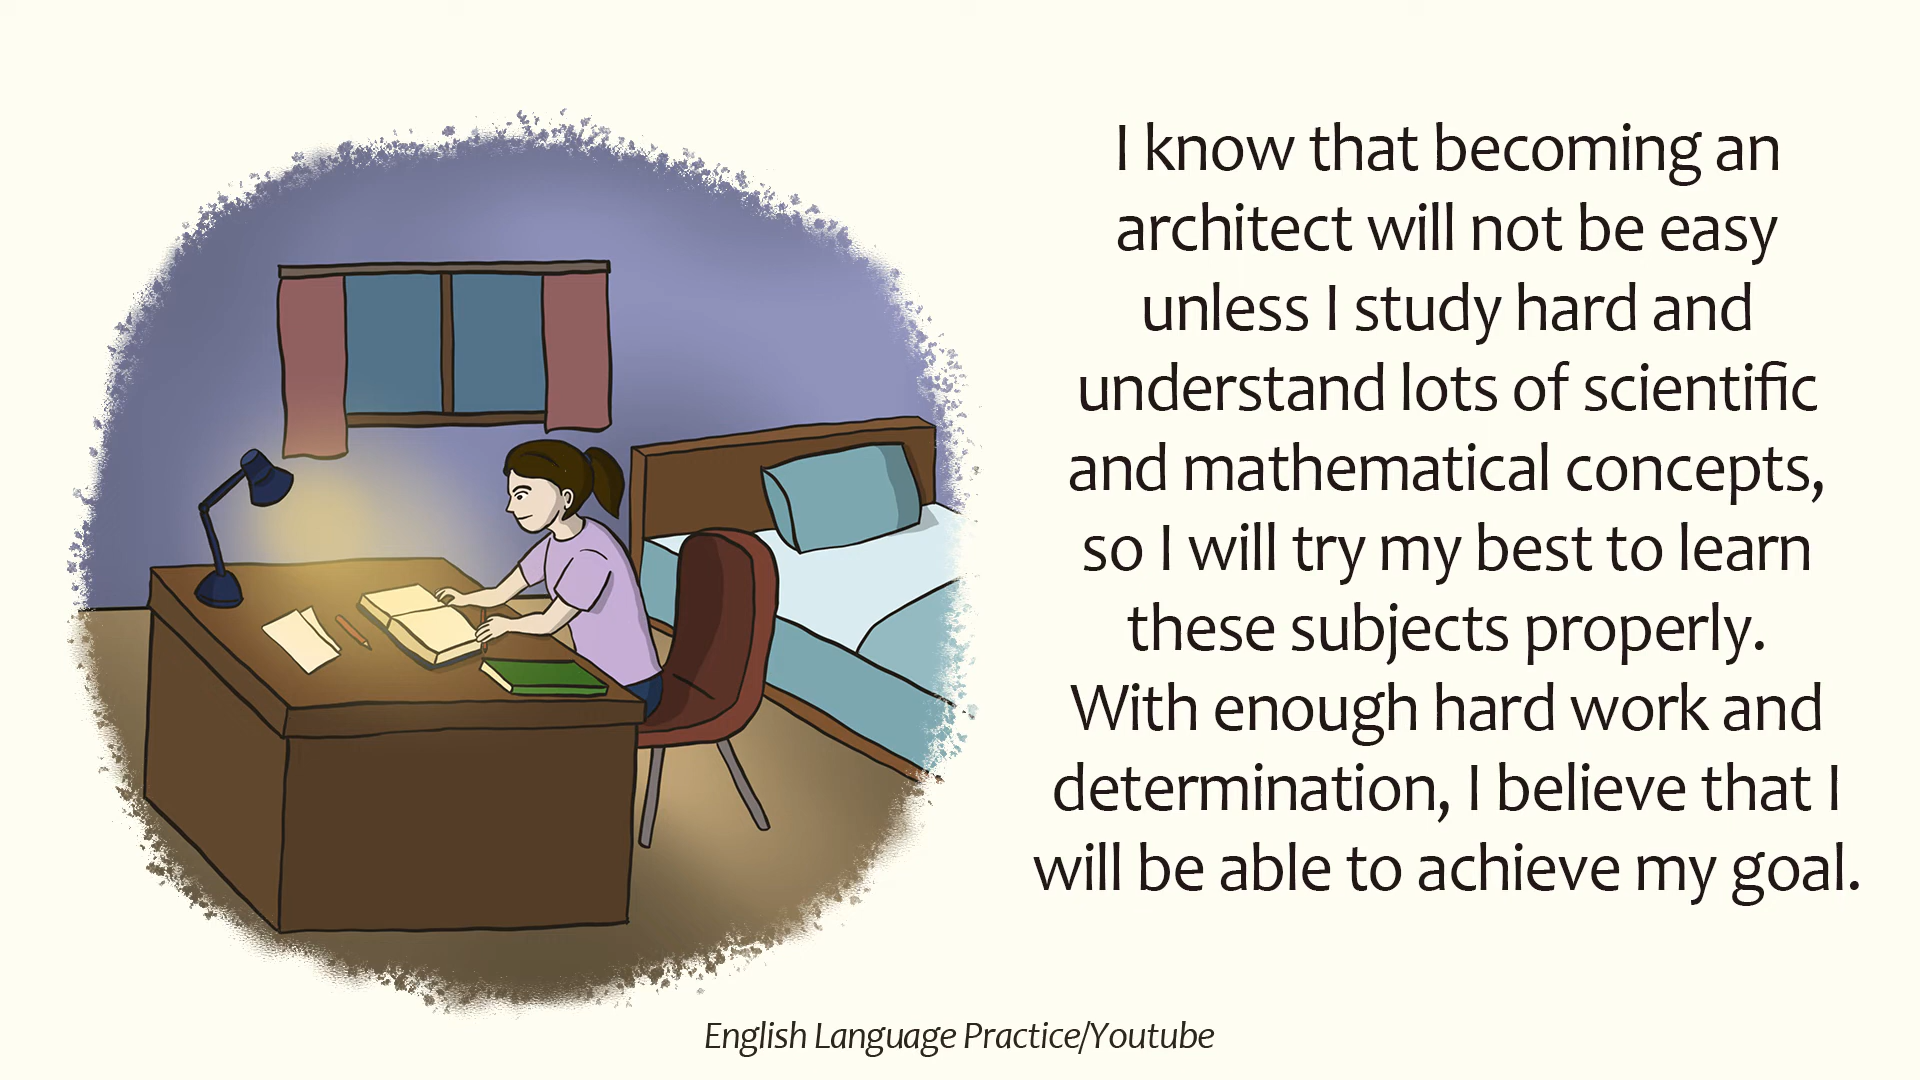 I know that becoming an
architect will not be easy
unless I study hard and
understand lots of scientific
and mathematical concepts,
so I will try my best to learn
these subjects properly.
With enough hard work and
determination, I believe that I
will be able to achieve my goal.
English Language Practice/Youtube